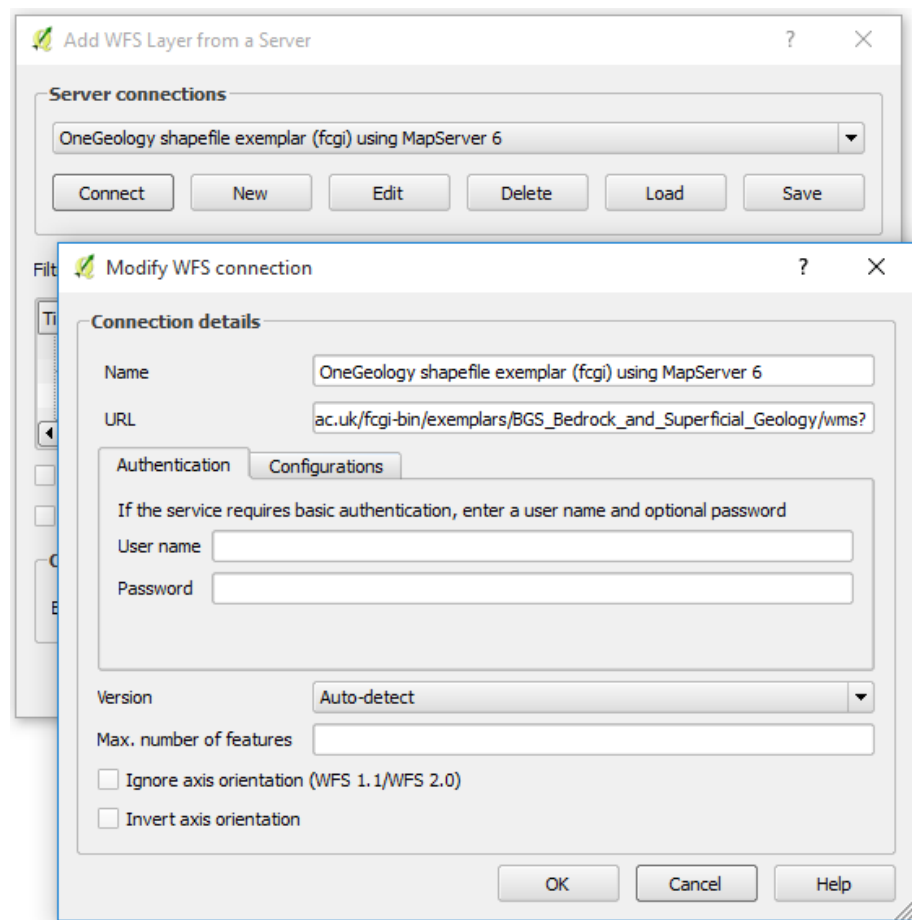 Add WFS Layer from a Server
?
Server connections
OneGeology shapefile exemplar (fcgi) using MapServer 6
Connect New Edit Delete Load Save
Filt
Modify WFS connection
?
Ti
Connection details
Name OneGeology shapefile exemplar (fcgi) using MapServer 6
URL ac.uk/fcgi-bin/exemplars/BGS_Bedrock_and_Superficial_Geology/wms?
Authentication Configurations
If the service requires basic authentication, enter a user name and optional password
User name
Password
Version Auto-detect
Max. number of features
Ignore axis orientation (WFS 1.1/WFS 2.0)
Invert axis orientation
OK Cancel Help